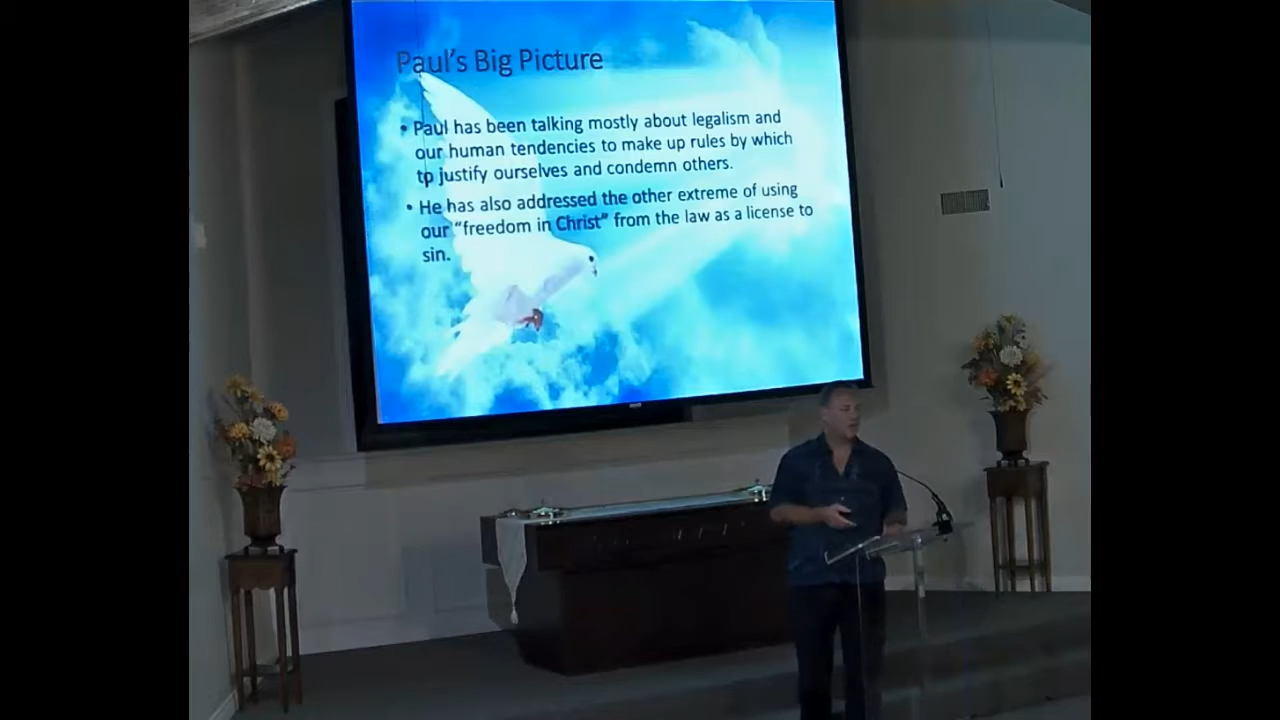 Paul's Big Picture
• Paul has been talking mostly about legalism and
our human tendencies to make up rules by which
to justify ourselves and condemn others.
• He has also addressed the other extreme of using
our “freedom in Christ” from the law as a license to
sin.